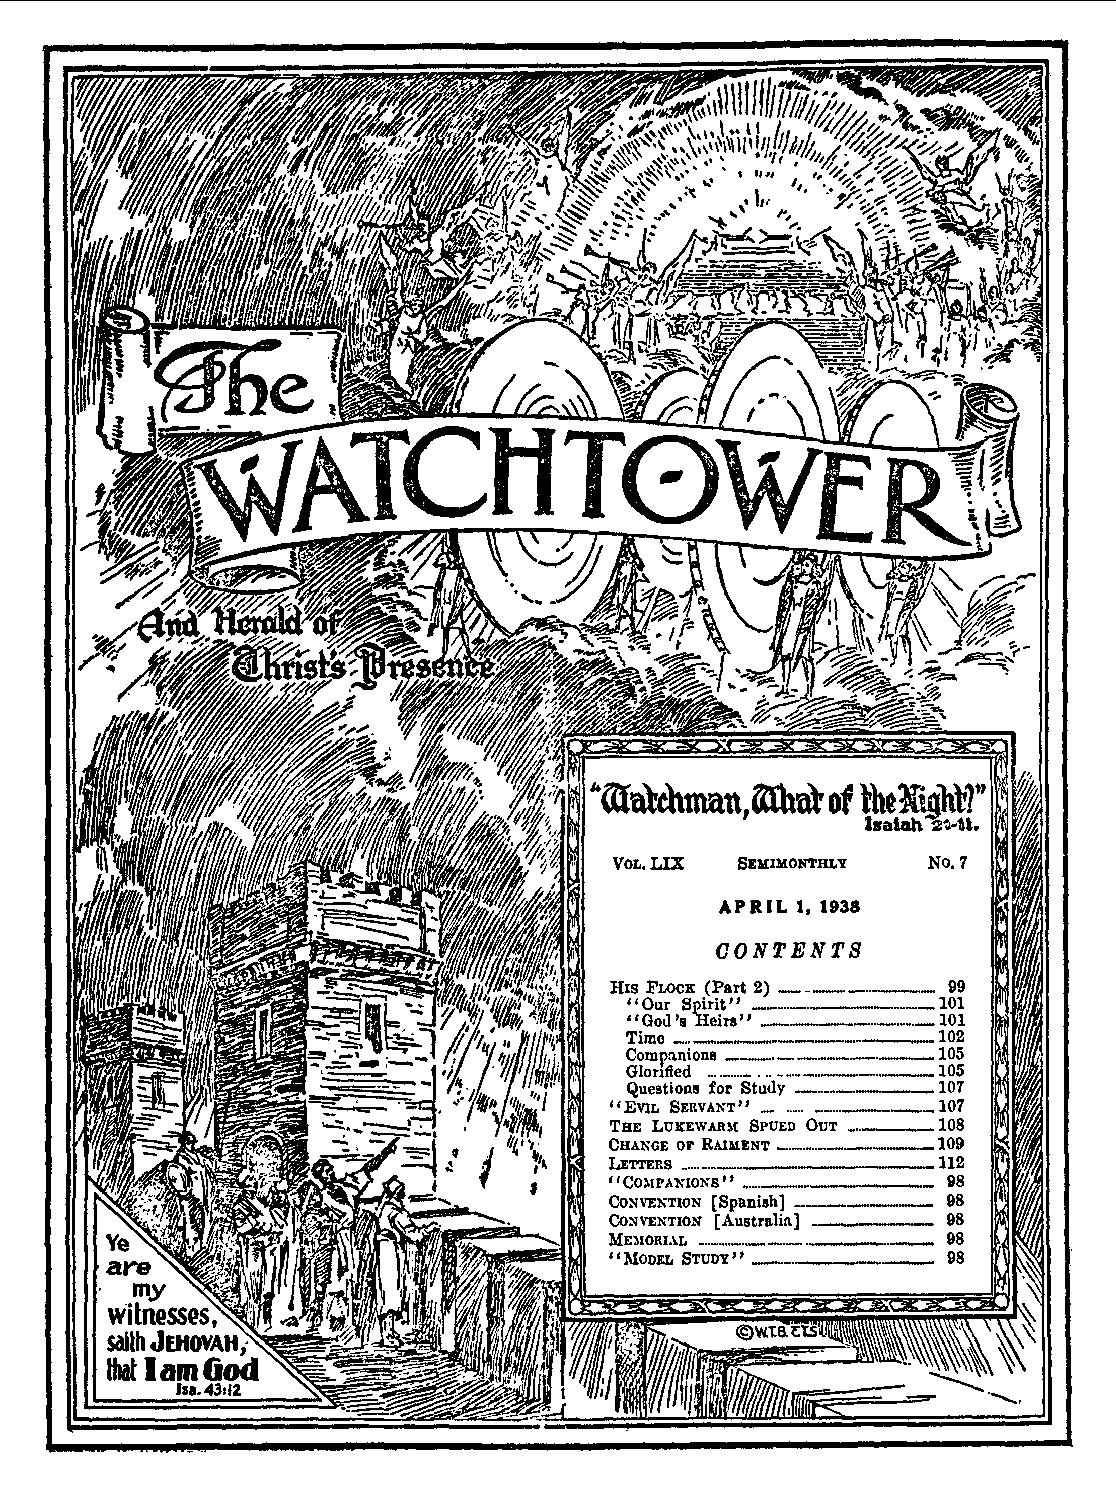 The
WATCHTOWER
And Herald of
Christ's Presence
"Watchman, What of the Night?"
Isaiah 21-11.
VOL. LIX SEMIMONTHLY No. 7
APRIL 1, 1938
CONTENTS
HIS FLOCK (Part 2) 99
"Our Spirit" 101
"God's Heirs" 101
Time 102
Companions 105
Glorified 105
Questions for Study 107
"EVIL SERVANT" 107
THE LUKEWARM SPUED OUT 108
CHANGE OF RAIMENT 109
LETTERS 112
"COMPANIONS" 98
CONVENTION [Spanish] 98
CONVENTION [Australia] 98
MEMORIAL 98
"MODEL STUDY" 98
©W.T.B. & T.S.
Ye
are
my
witnesses,
saith JEHOVAH,
that I am God
Isa. 43:12